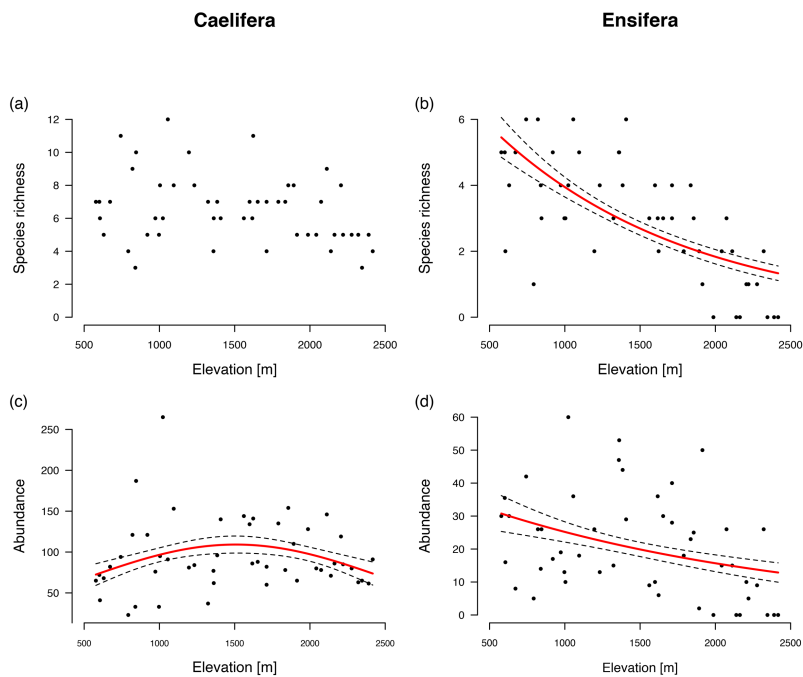 Caelifera
Ensifera
(a)
Species richness
12
10
8
6
4
2
0
500 1000 1500 2000 2500
Elevation [m]
(b)
Species richness
6
4
2
0
500 1000 1500 2000 2500
Elevation [m]
(c)
Abundance
250
200
150
100
50
500 1000 1500 2000 2500
Elevation [m]
(d)
Abundance
60
50
40
30
20
10
0
500 1000 1500 2000 2500
Elevation [m]